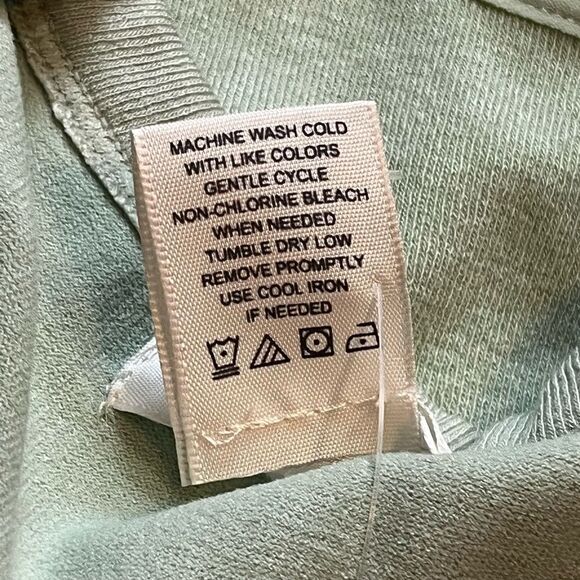 MACHINE WASH COLD
WITH LIKE COLORS
GENTLE CYCLE
NON-CHLORINE BLEACH
WHEN NEEDED
TUMBLE DRY LOW
REMOVE PROMPTLY
USE COOL IRON
IF NEEDED